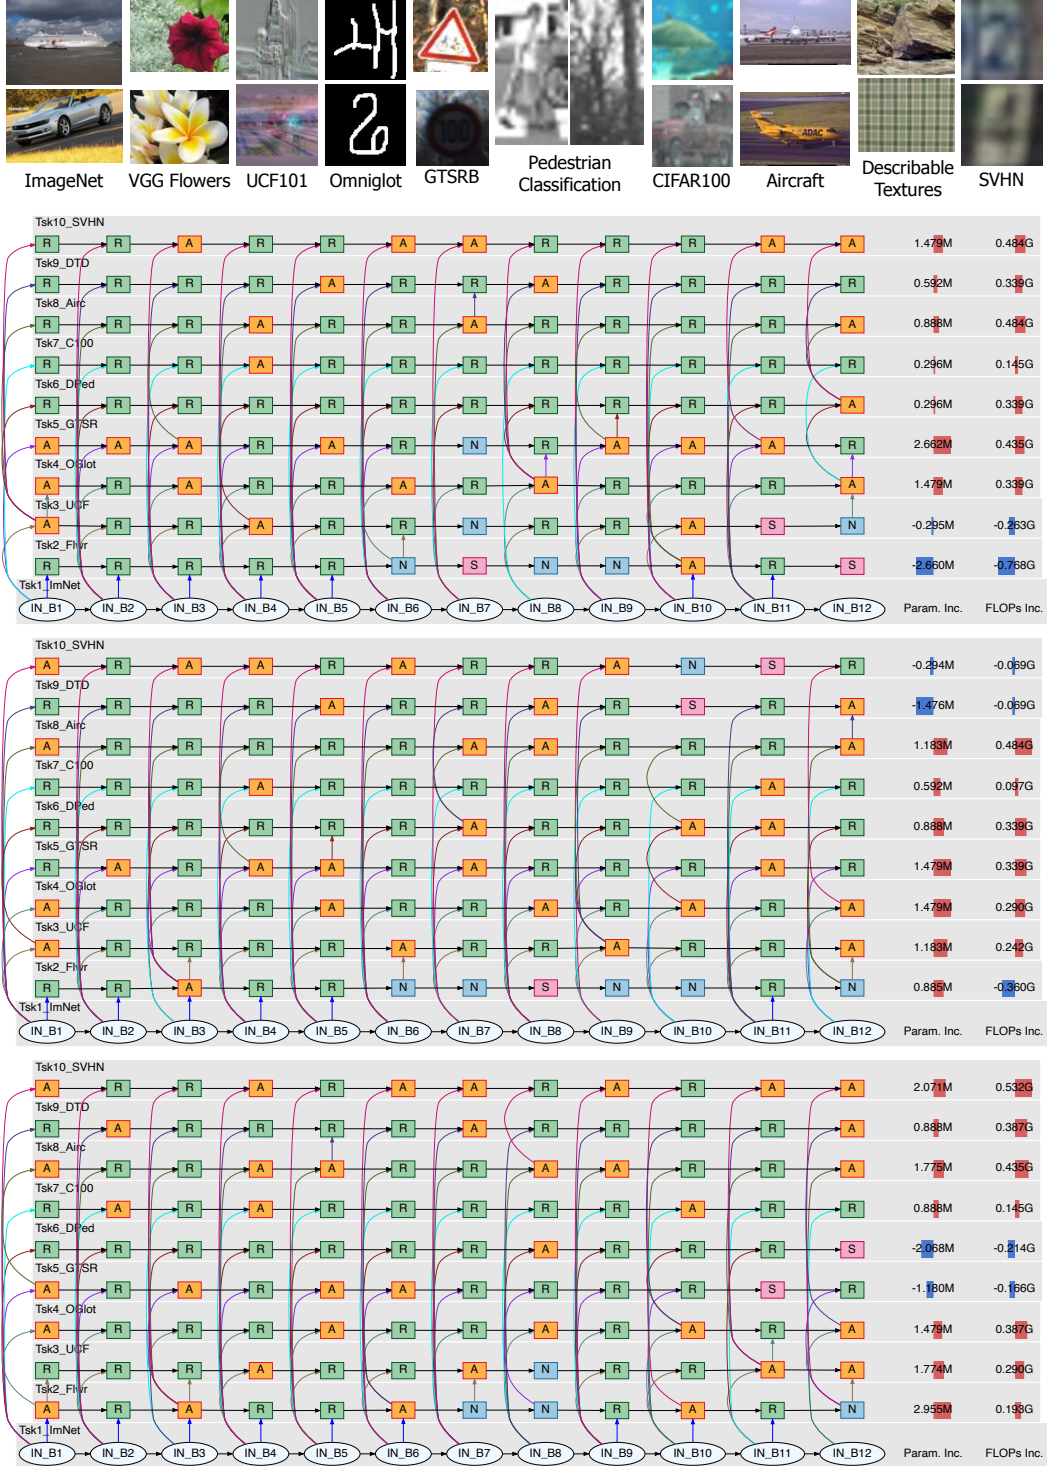 100
ADAC
ImageNet VGG Flowers UCF101 Omniglot GTSRB Pedestrian Classification CIFAR100 Aircraft Describable Textures SVHN
Tsk10_SVHN
R R A R R A A R R R A A 1.479M 0.484G
Tsk9_DTD
R R R R A R R A R R R R 0.592M 0.339G
Tsk8_Airc
R R R A R R A R R R R A 0.888M 0.484G
Tsk7_C100
R R R A R R R R R R R R 0.296M 0.145G
Tsk6_DPed
R R R R R R R R R R R A 0.296M 0.339G
Tsk5_GTSR
A A A R A R N R A A A R 2.662M 0.435G
Tsk4_OGlot
A R A R R A R A R R R A 1.479M 0.339G
Tsk3_UCF
A R R A R R N R R A S N -0.295M -0.263G
Tsk2_Flwr
R R R R R N S N N A R S -2.660M -0.768G
Tsk1_ImNet
IN_B1 IN_B2 IN_B3 IN_B4 IN_B5 IN_B6 IN_B7 IN_B8 IN_B9 IN_B10 IN_B11 IN_B12 Param. Inc. FLOPs Inc.
Tsk10_SVHN
A R A A R A R R A N S R -0.294M -0.069G
Tsk9_DTD
R R R R A R R A R S R A -1.476M -0.069G
Tsk8_Airc
A R R R R R A A R R R A 1.183M 0.484G
Tsk7_C100
R R R A R R R R R R A R 0.592M 0.097G
Tsk6_DPed
R R R R R R A R R A A R 0.888M 0.339G
Tsk5_GTSR
R A R A A R A R R R A R 1.479M 0.339G
Tsk4_OGlot
A R R R A R R A R A R A 1.479M 0.290G
Tsk3_UCF
A R R R R A R R A R R A 1.183M 0.242G
Tsk2_Flwr
R R A R R N N S N N R N 0.885M -0.360G
Tsk1_ImNet
IN_B1 IN_B2 IN_B3 IN_B4 IN_B5 IN_B6 IN_B7 IN_B8 IN_B9 IN_B10 IN_B11 IN_B12 Param. Inc. FLOPs Inc.
Tsk10_SVHN
A R R A R A A R A R A A 2.071M 0.532G
Tsk9_DTD
R A R R R R A R R R R A 0.888M 0.387G
Tsk8_Airc
A R R A A R R A A R R A 1.775M 0.435G
Tsk7_C100
R A R A R R R R R A R R 0.888M 0.145G
Tsk6_DPed
R R R R R R R A R R R S -2.068M -0.214G
Tsk5_GTSR
A R A R A A R R R R S R -1.180M -0.166G
Tsk4_OGlot
A R R R A R R A R A R A 1.479M 0.387G
Tsk3_UCF
R R R A R R A N R R A A 1.774M 0.290G
Tsk2_Flwr
A R A R R A N N R A R N 2.955M 0.193G
Tsk1_ImNet
IN_B1 IN_B2 IN_B3 IN_B4 IN_B5 IN_B6 IN_B7 IN_B8 IN_B9 IN_B10 IN_B11 IN_B12 Param. Inc. FLOPs Inc.